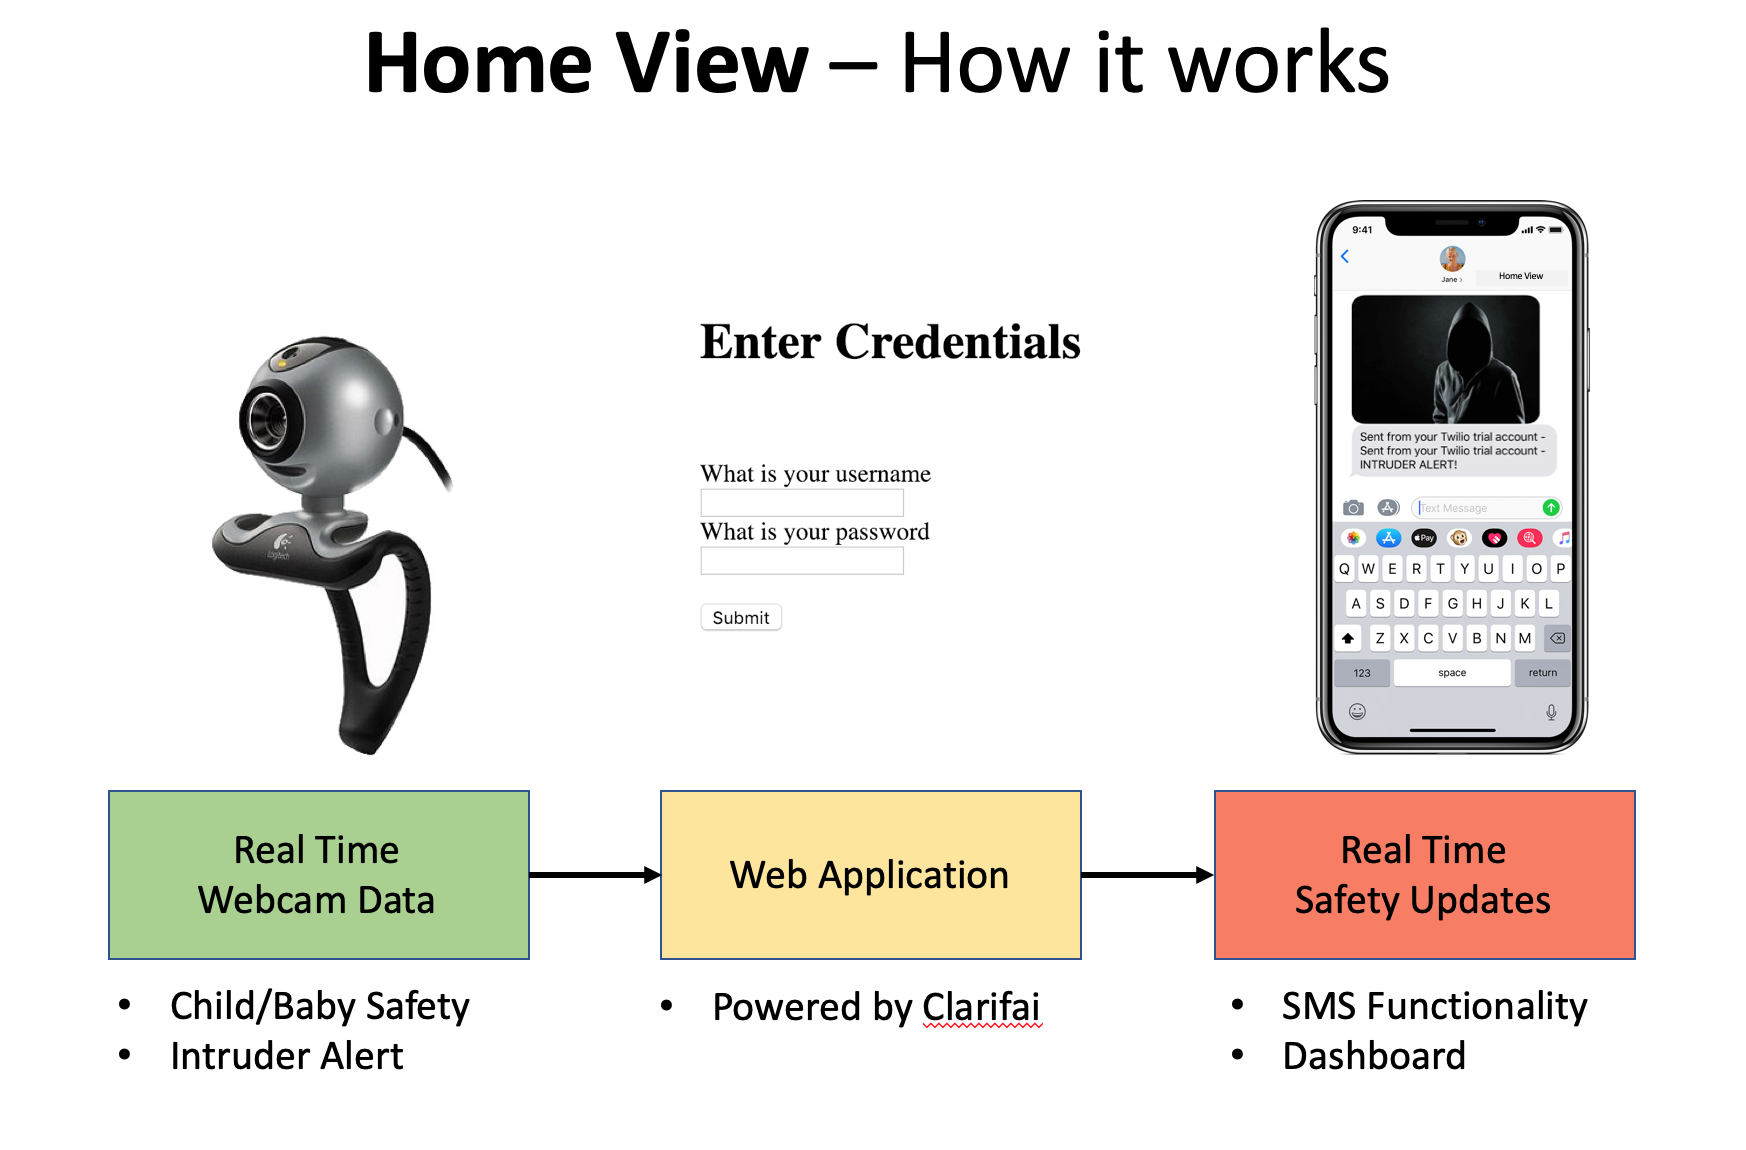 Home View – How it works
9:41
Jane >
Home View
Sent from your Twilio trial account -
Sent from your Twilio trial account -
INTRUDER ALERT!
Text Message
Pay
Q W E R T Y U I O P
A S D F G H J K L
Z X C V B N M
123 space return
Logitech
Enter Credentials
What is your username
What is your password
Submit
Real Time
Webcam Data
Web Application
Real Time
Safety Updates
• Child/Baby Safety
• Intruder Alert
• Powered by Clarifai
• SMS Functionality
• Dashboard